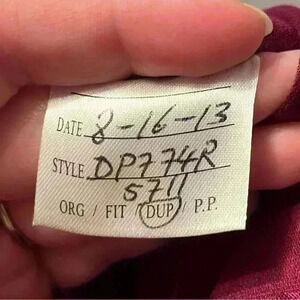 DATE 8-16-13
STYLE DP774R
5711
ORG / FIT / DUP / P.P.